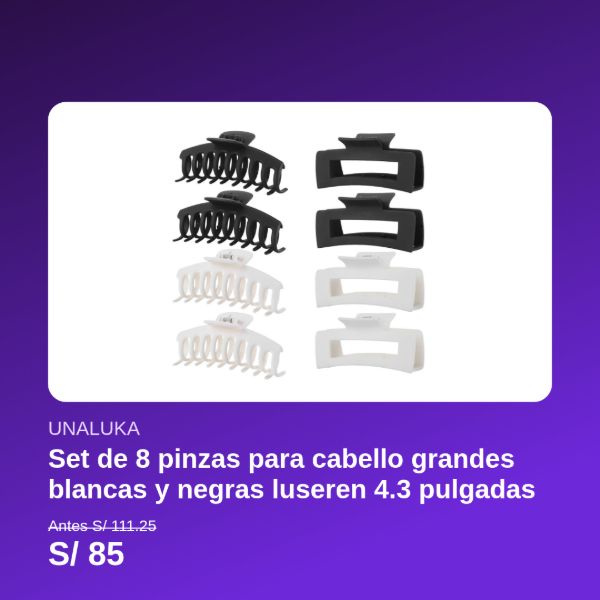 UNALUKA
Set de 8 pinzas para cabello grandes
blancas y negras luseren 4.3 pulgadas
Antes S/ 111.25
S/ 85